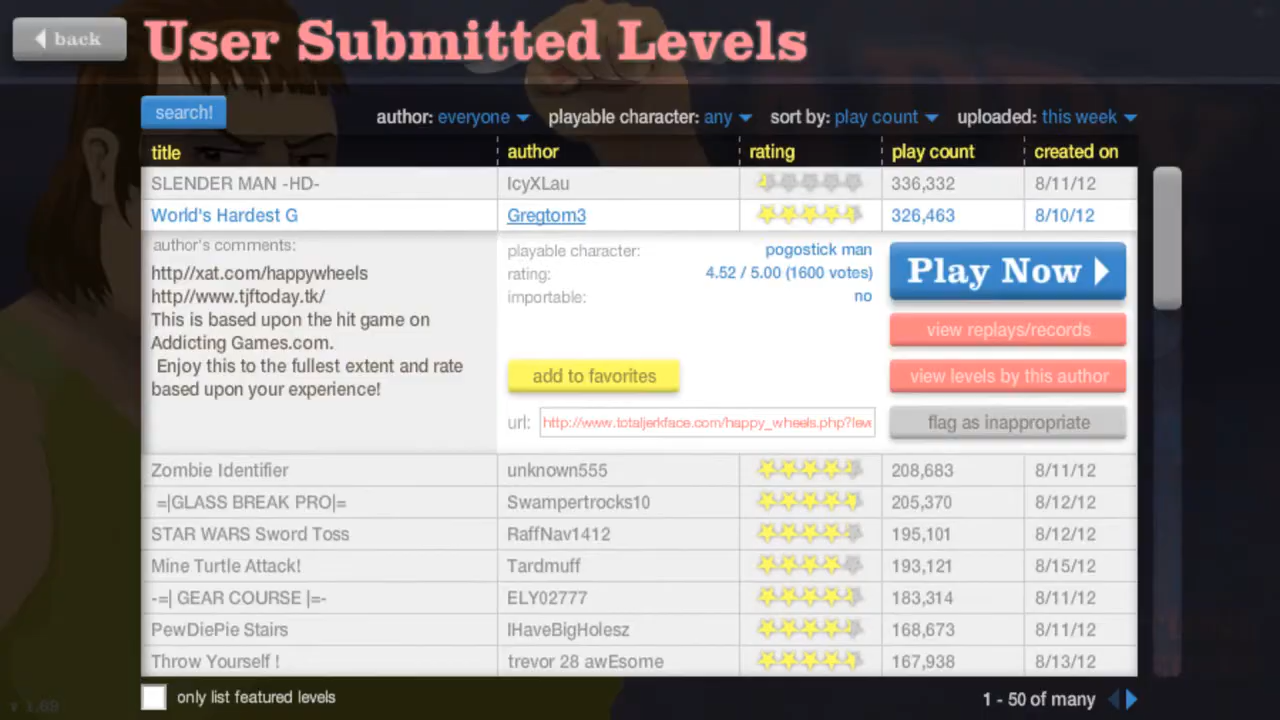 back
User Submitted Levels
search!
author: everyone
playable character: any
sort by: play count
uploaded: this week
title author rating play count created on
SLENDER MAN -HD- IcyXLau 336,332 8/11/12
World's Hardest G Gregtom3 326,463 8/10/12
author's comments:
http//xat.com/happywheels
http//www.tjftoday.tk/
This is based upon the hit game on
Addicting Games.com.
Enjoy this to the fullest extent and rate
based upon your experience!
playable character: pogostick man
rating: 4.52 / 5.00 (1600 votes)
importable: no
add to favorites
url: http://www.totaljerkface.com/happy_wheels.php?lev
Play Now
view replays/records
view levels by this author
flag as inappropriate
Zombie Identifier unknown555 208,683 8/11/12
=|GLASS BREAK PRO|= Swampertrocks10 205,370 8/12/12
STAR WARS Sword Toss RaffNav1412 195,101 8/12/12
Mine Turtle Attack! Tardmuff 193,121 8/15/12
-=| GEAR COURSE |=- ELY02777 183,314 8/11/12
PewDiePie Stairs IHaveBigHolesz 168,673 8/11/12
Throw Yourself ! trevor 28 awEsome 167,938 8/13/12
only list featured levels
1 - 50 of many
v 1.69